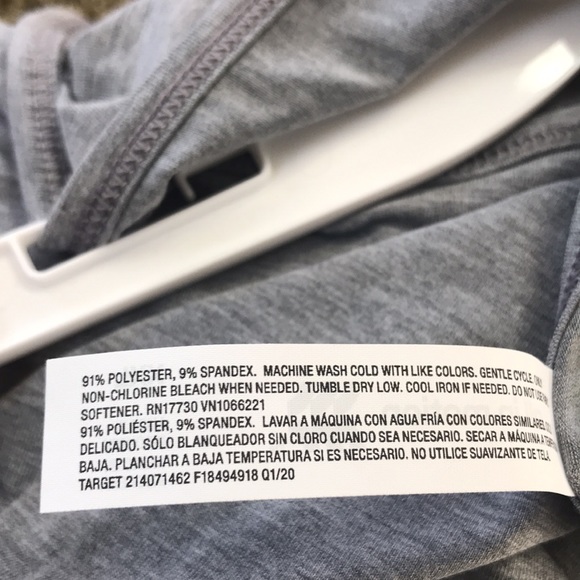 91% POLYESTER, 9% SPANDEX. MACHINE WASH COLD WITH LIKE COLORS. GENTLE CYCLE. ONLY
NON-CHLORINE BLEACH WHEN NEEDED. TUMBLE DRY LOW. COOL IRON IF NEEDED. DO NOT USE
SOFTENER. RN17730 VN1066221
91% POLIÉSTER, 9% SPANDEX. LAVAR A MÁQUINA CON AGUA FRÍA CON COLORES SIMILARES.
DELICADO. SÓLO BLANQUEADOR SIN CLORO CUANDO SEA NECESARIO. SECAR A MÁQUINA A
BAJA. PLANCHAR A BAJA TEMPERATURA SI ES NECESARIO. NO UTILICE SUAVIZANTE DE TELA.
TARGET 214071462 F18494918 Q1/20